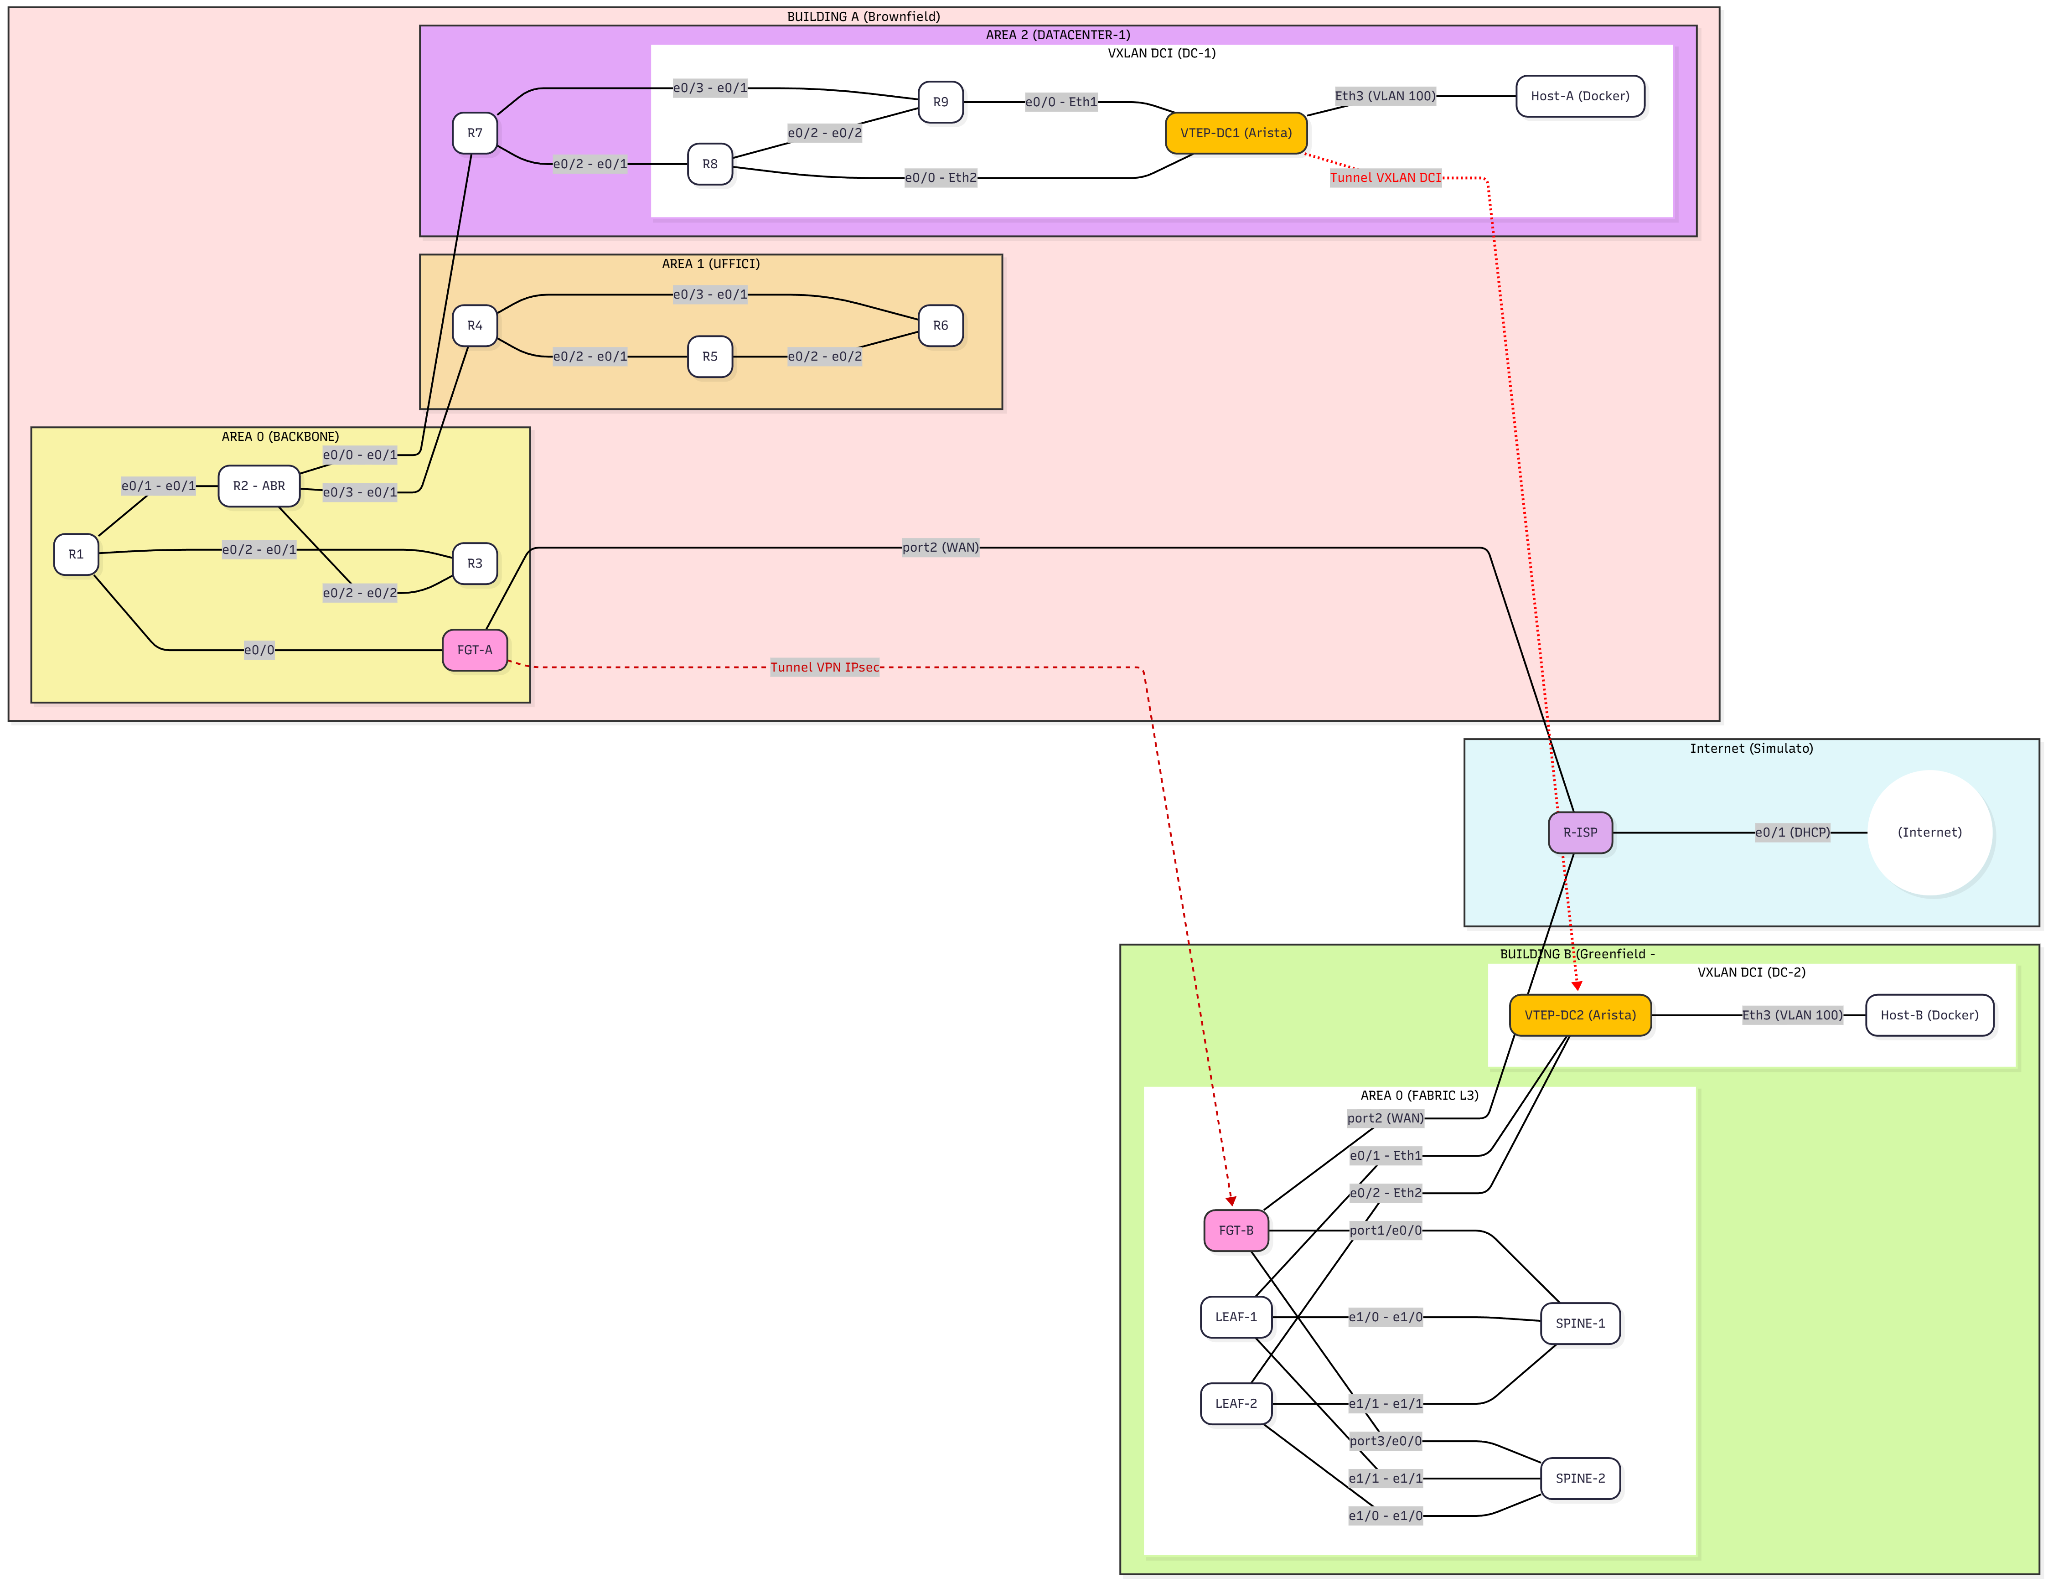 BUILDING A (Brownfield)
AREA 2 (DATACENTER-1)
VXLAN DCI (DC-1)
e0/3 - e0/1
R9
e0/0 - Eth1
Eth3 (VLAN 100)
Host-A (Docker)
R7
e0/2 - e0/2
VTEP-DC1 (Arista)
e0/2 - e0/1
R8
e0/0 - Eth2
Tunnel VXLAN DCI
AREA 1 (UFFICI)
e0/3 - e0/1
R4
R6
e0/2 - e0/1
R5
e0/2 - e0/2
AREA 0 (BACKBONE)
e0/0 - e0/1
e0/1 - e0/1
R2 - ABR
e0/3 - e0/1
R1
e0/2 - e0/1
R3
port2 (WAN)
e0/2 - e0/2
e0/0
FGT-A
Tunnel VPN IPsec
Internet (Simulato)
R-ISP
e0/1 (DHCP)
(Internet)
BUILDING B (Greenfield -
VXLAN DCI (DC-2)
VTEP-DC2 (Arista)
Eth3 (VLAN 100)
Host-B (Docker)
AREA 0 (FABRIC L3)
port2 (WAN)
e0/1 - Eth1
e0/2 - Eth2
FGT-B
port1/e0/0
LEAF-1
e1/0 - e1/0
SPINE-1
LEAF-2
e1/1 - e1/1
port3/e0/0
e1/1 - e1/1
SPINE-2
e1/0 - e1/0